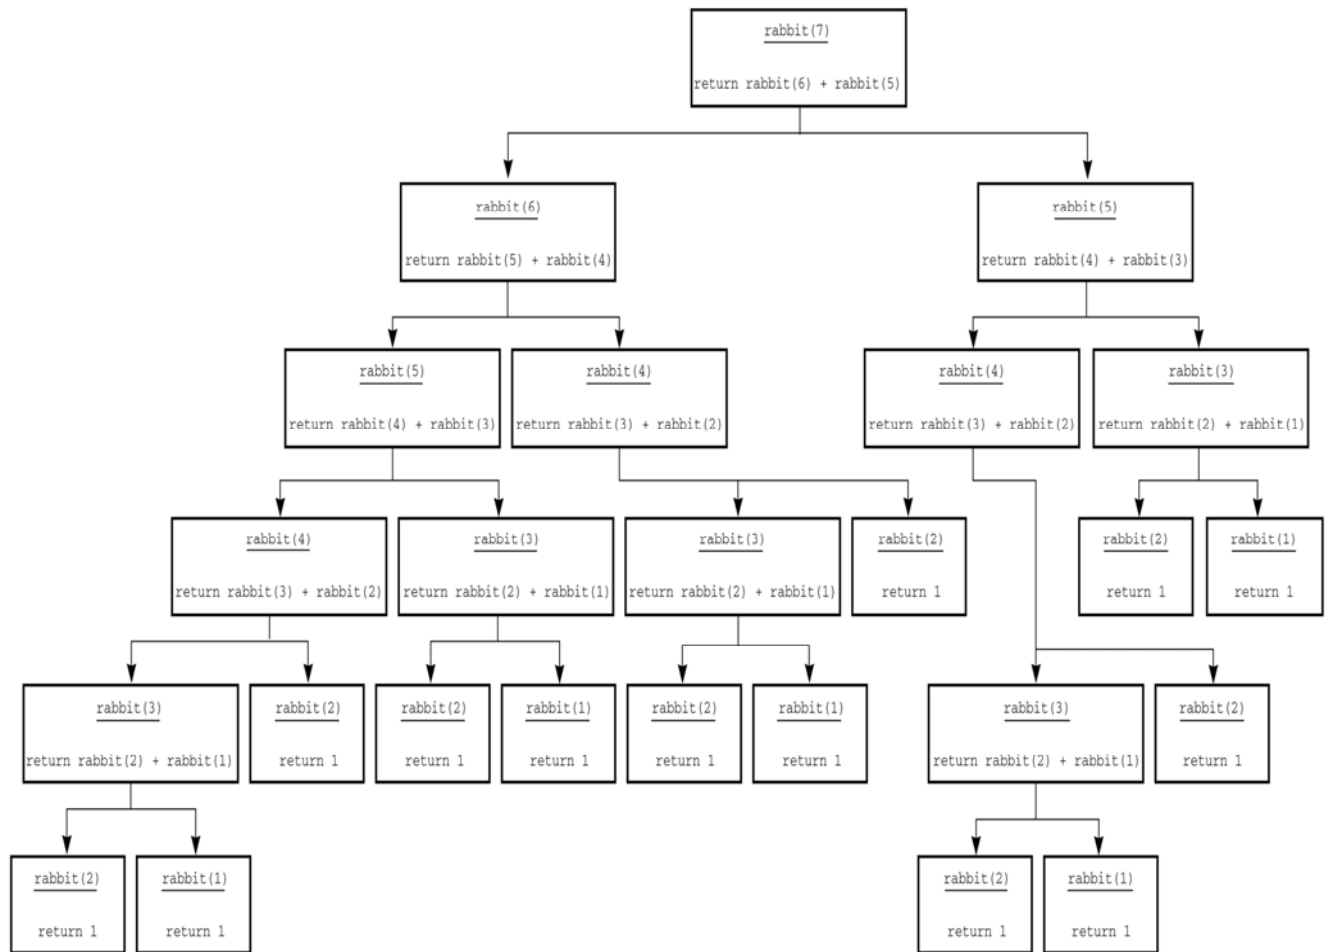 rabbit(7)
return rabbit(6) + rabbit(5)
rabbit(6)
return rabbit(5) + rabbit(4)
rabbit(5)
return rabbit(4) + rabbit(3)
rabbit(5)
return rabbit(4) + rabbit(3)
rabbit(4)
return rabbit(3) + rabbit(2)
rabbit(4)
return rabbit(3) + rabbit(2)
rabbit(3)
return rabbit(2) + rabbit(1)
rabbit(4)
return rabbit(3) + rabbit(2)
rabbit(3)
return rabbit(2) + rabbit(1)
rabbit(3)
return rabbit(2) + rabbit(1)
rabbit(2)
return 1
rabbit(2)
return 1
rabbit(1)
return 1
rabbit(3)
return rabbit(2) + rabbit(1)
rabbit(2)
return 1
rabbit(2)
return 1
rabbit(1)
return 1
rabbit(2)
return 1
rabbit(1)
return 1
rabbit(3)
return rabbit(2) + rabbit(1)
rabbit(2)
return 1
rabbit(2)
return 1
rabbit(1)
return 1
rabbit(2)
return 1
rabbit(1)
return 1